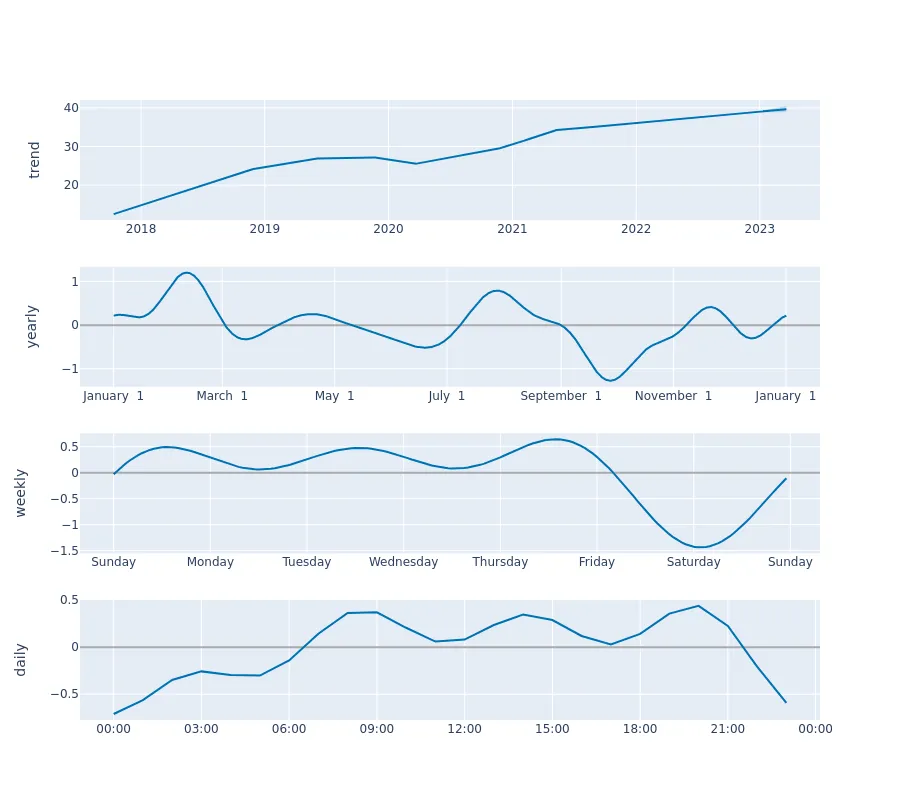 trend
40
30
20
2018 2019 2020 2021 2022 2023
yearly
1
0
−1
January 1 March 1 May 1 July 1 September 1 November 1 January 1
weekly
0.5
0
−0.5
−1
−1.5
Sunday Monday Tuesday Wednesday Thursday Friday Saturday Sunday
daily
0.5
0
−0.5
00:00 03:00 06:00 09:00 12:00 15:00 18:00 21:00 00:00